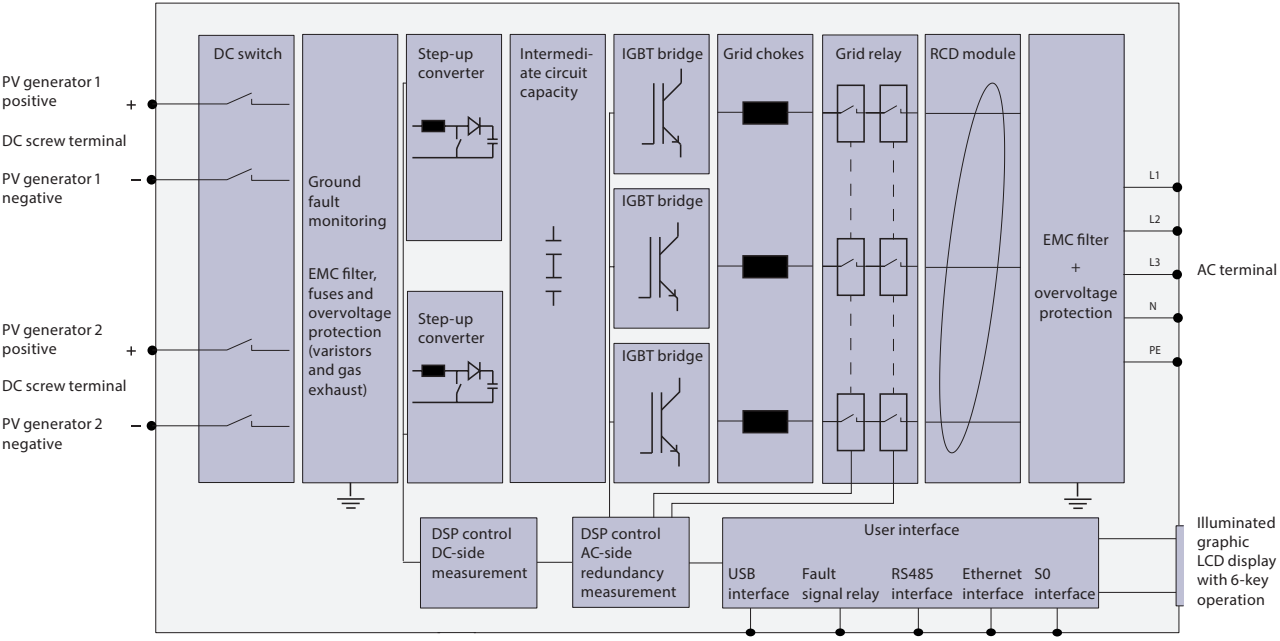 PV generator 1
positive
+
DC screw terminal
PV generator 1
negative
−
PV generator 2
positive
+
DC screw terminal
PV generator 2
negative
−
DC switch
Ground
fault
monitoring
EMC filter,
fuses and
overvoltage
protection
(varistors
and gas
exhaust)
Step-up
converter
Step-up
converter
Intermedi-
ate circuit
capacity
IGBT bridge
IGBT bridge
IGBT bridge
Grid chokes
Grid relay
RCD module
EMC filter
+
overvoltage
protection
L1
L2
L3
N
PE
AC terminal
DSP control
DC-side
measurement
DSP control
AC-side
redundancy
measurement
User interface
USB
interface
Fault
signal relay
RS485
interface
Ethernet
interface
S0
interface
Illuminated
graphic
LCD display
with 6-key
operation